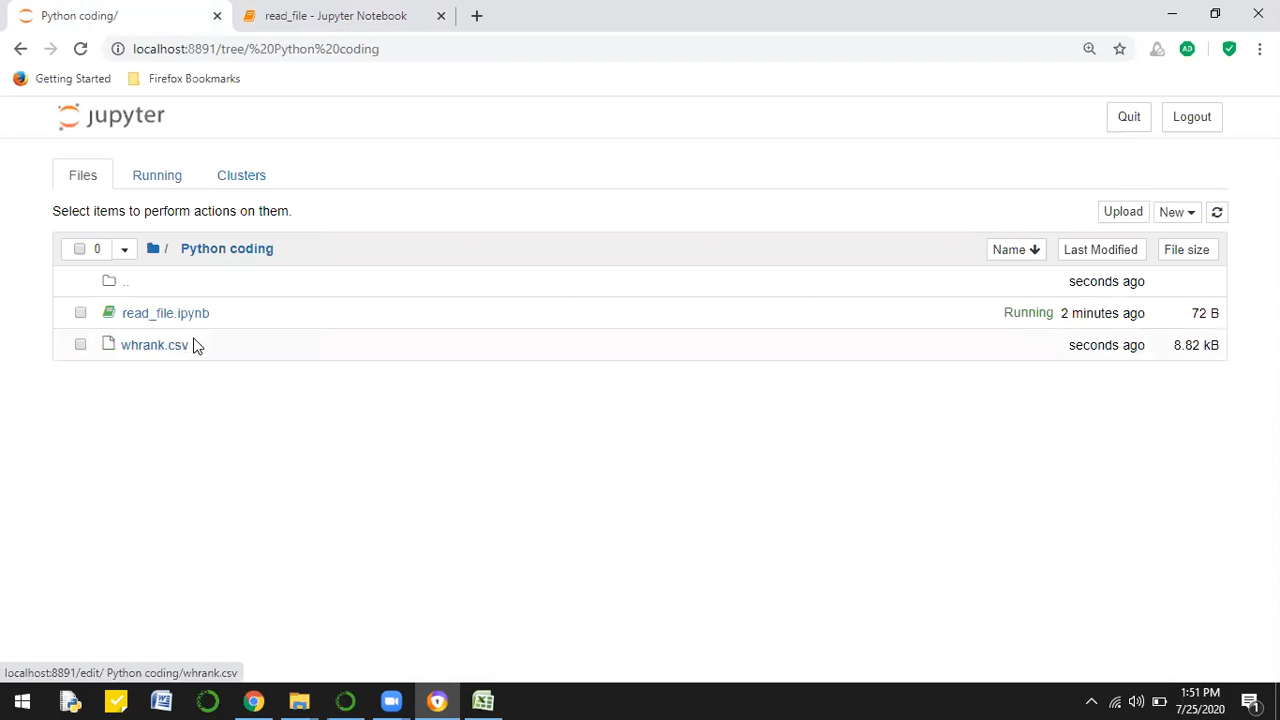 Python coding/
read_file - Jupyter Notebook
localhost:8891/tree/%20Python%20coding
AD
Getting Started
Firefox Bookmarks
jupyter
Quit
Logout
Files
Running
Clusters
Select items to perform actions on them.
Upload
New
0
/
Python coding
Name
Last Modified
File size
..
seconds ago
read_file.ipynb
Running
2 minutes ago
72 B
whrank.csv
seconds ago
8.82 kB
localhost:8891/edit/ Python coding/whrank.csv
1:51 PM
7/25/2020
1